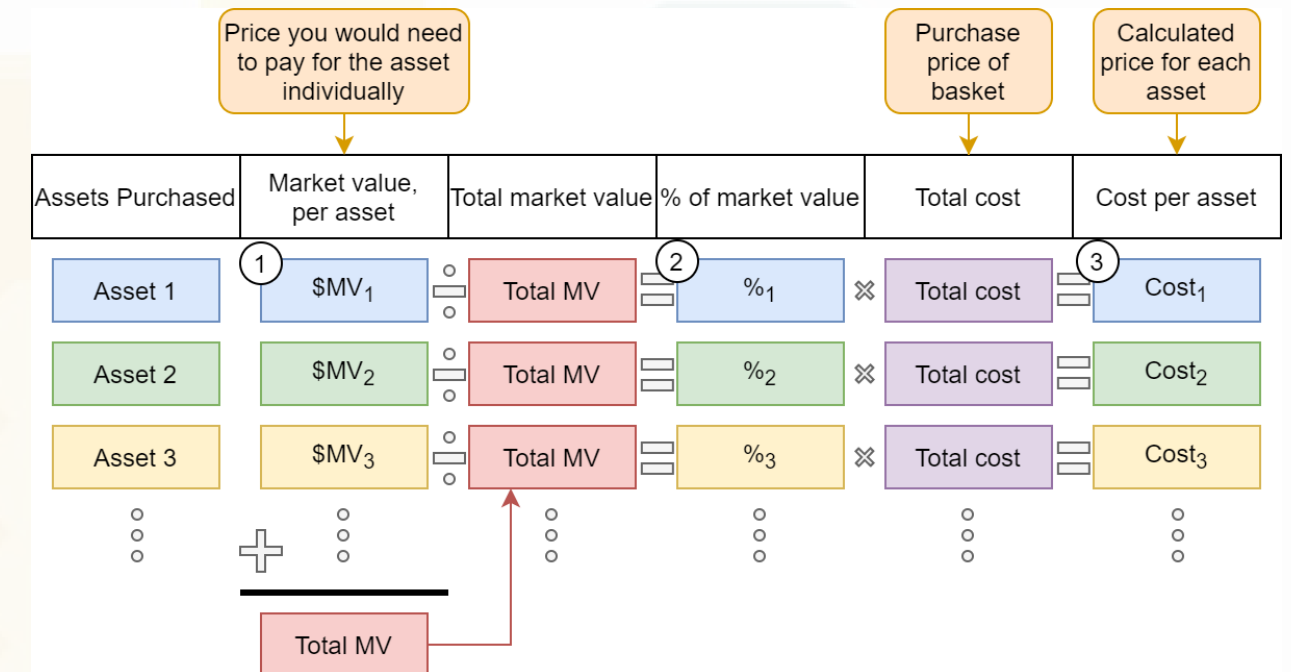 Price you would need
to pay for the asset
individually
Purchase
price of
basket
Calculated
price for each
asset
Assets Purchased
Market value,
per asset
Total market value
% of market value
Total cost
Cost per asset
1
2
3
Asset 1
$MV₁
Total MV
%₁
Total cost
Cost₁
Asset 2
$MV₂
Total MV
%₂
Total cost
Cost₂
Asset 3
$MV₃
Total MV
%₃
Total cost
Cost₃
Total MV